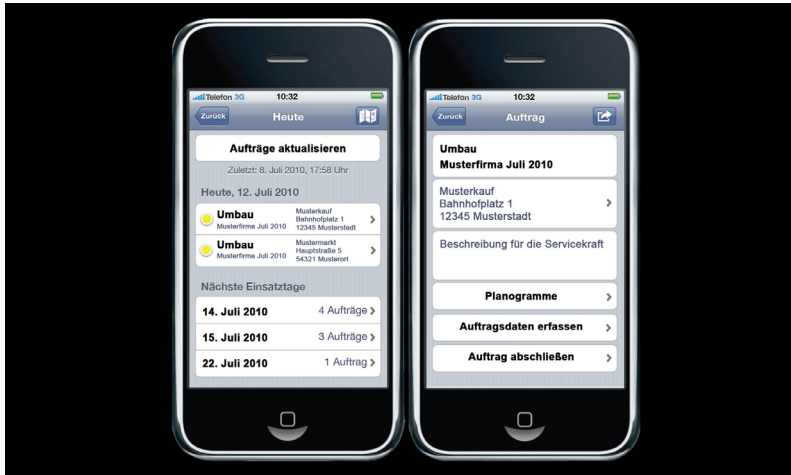 Telefon 3G 10:32
Zurück Heute
Aufträge aktualisieren
Zuletzt: 8. Juli 2010, 17:58 Uhr
Heute, 12. Juli 2010
Umbau
Musterfirma Juli 2010
Musterkauf
Bahnhofplatz 1
12345 Musterstadt
Umbau
Musterfirma Juli 2010
Mustermarkt
Hauptstraße 5
54321 Musterort
Nächste Einsatztage
14. Juli 2010 4 Aufträge
15. Juli 2010 3 Aufträge
22. Juli 2010 1 Auftrag
Telefon 3G 10:32
Zurück Auftrag
Umbau
Musterfirma Juli 2010
Musterkauf
Bahnhofplatz 1
12345 Musterstadt
Beschreibung für die Servicekraft
Planogramme
Auftragsdaten erfassen
Auftrag abschließen